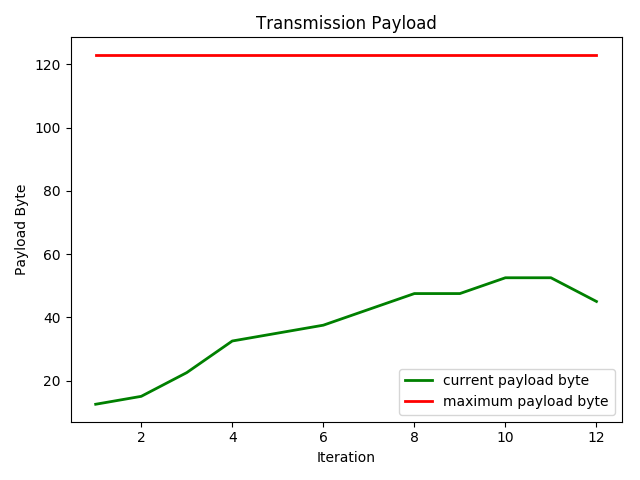 Transmission Payload
120
100
80
60
40
20
Payload Byte
current payload byte
maximum payload byte
2 4 6 8 10 12
Iteration